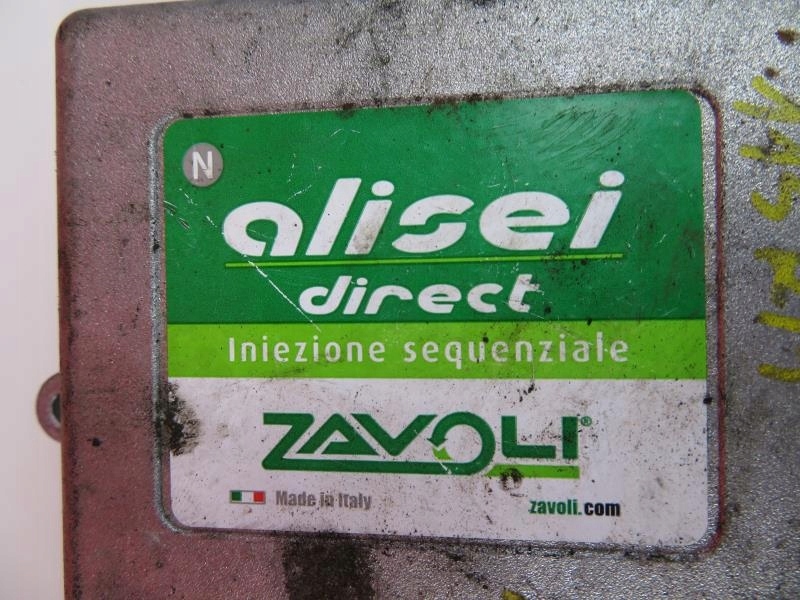 N
alisei
direct
Iniezione sequenziale
ZAVOLI®
Made in Italy
zavoli.com